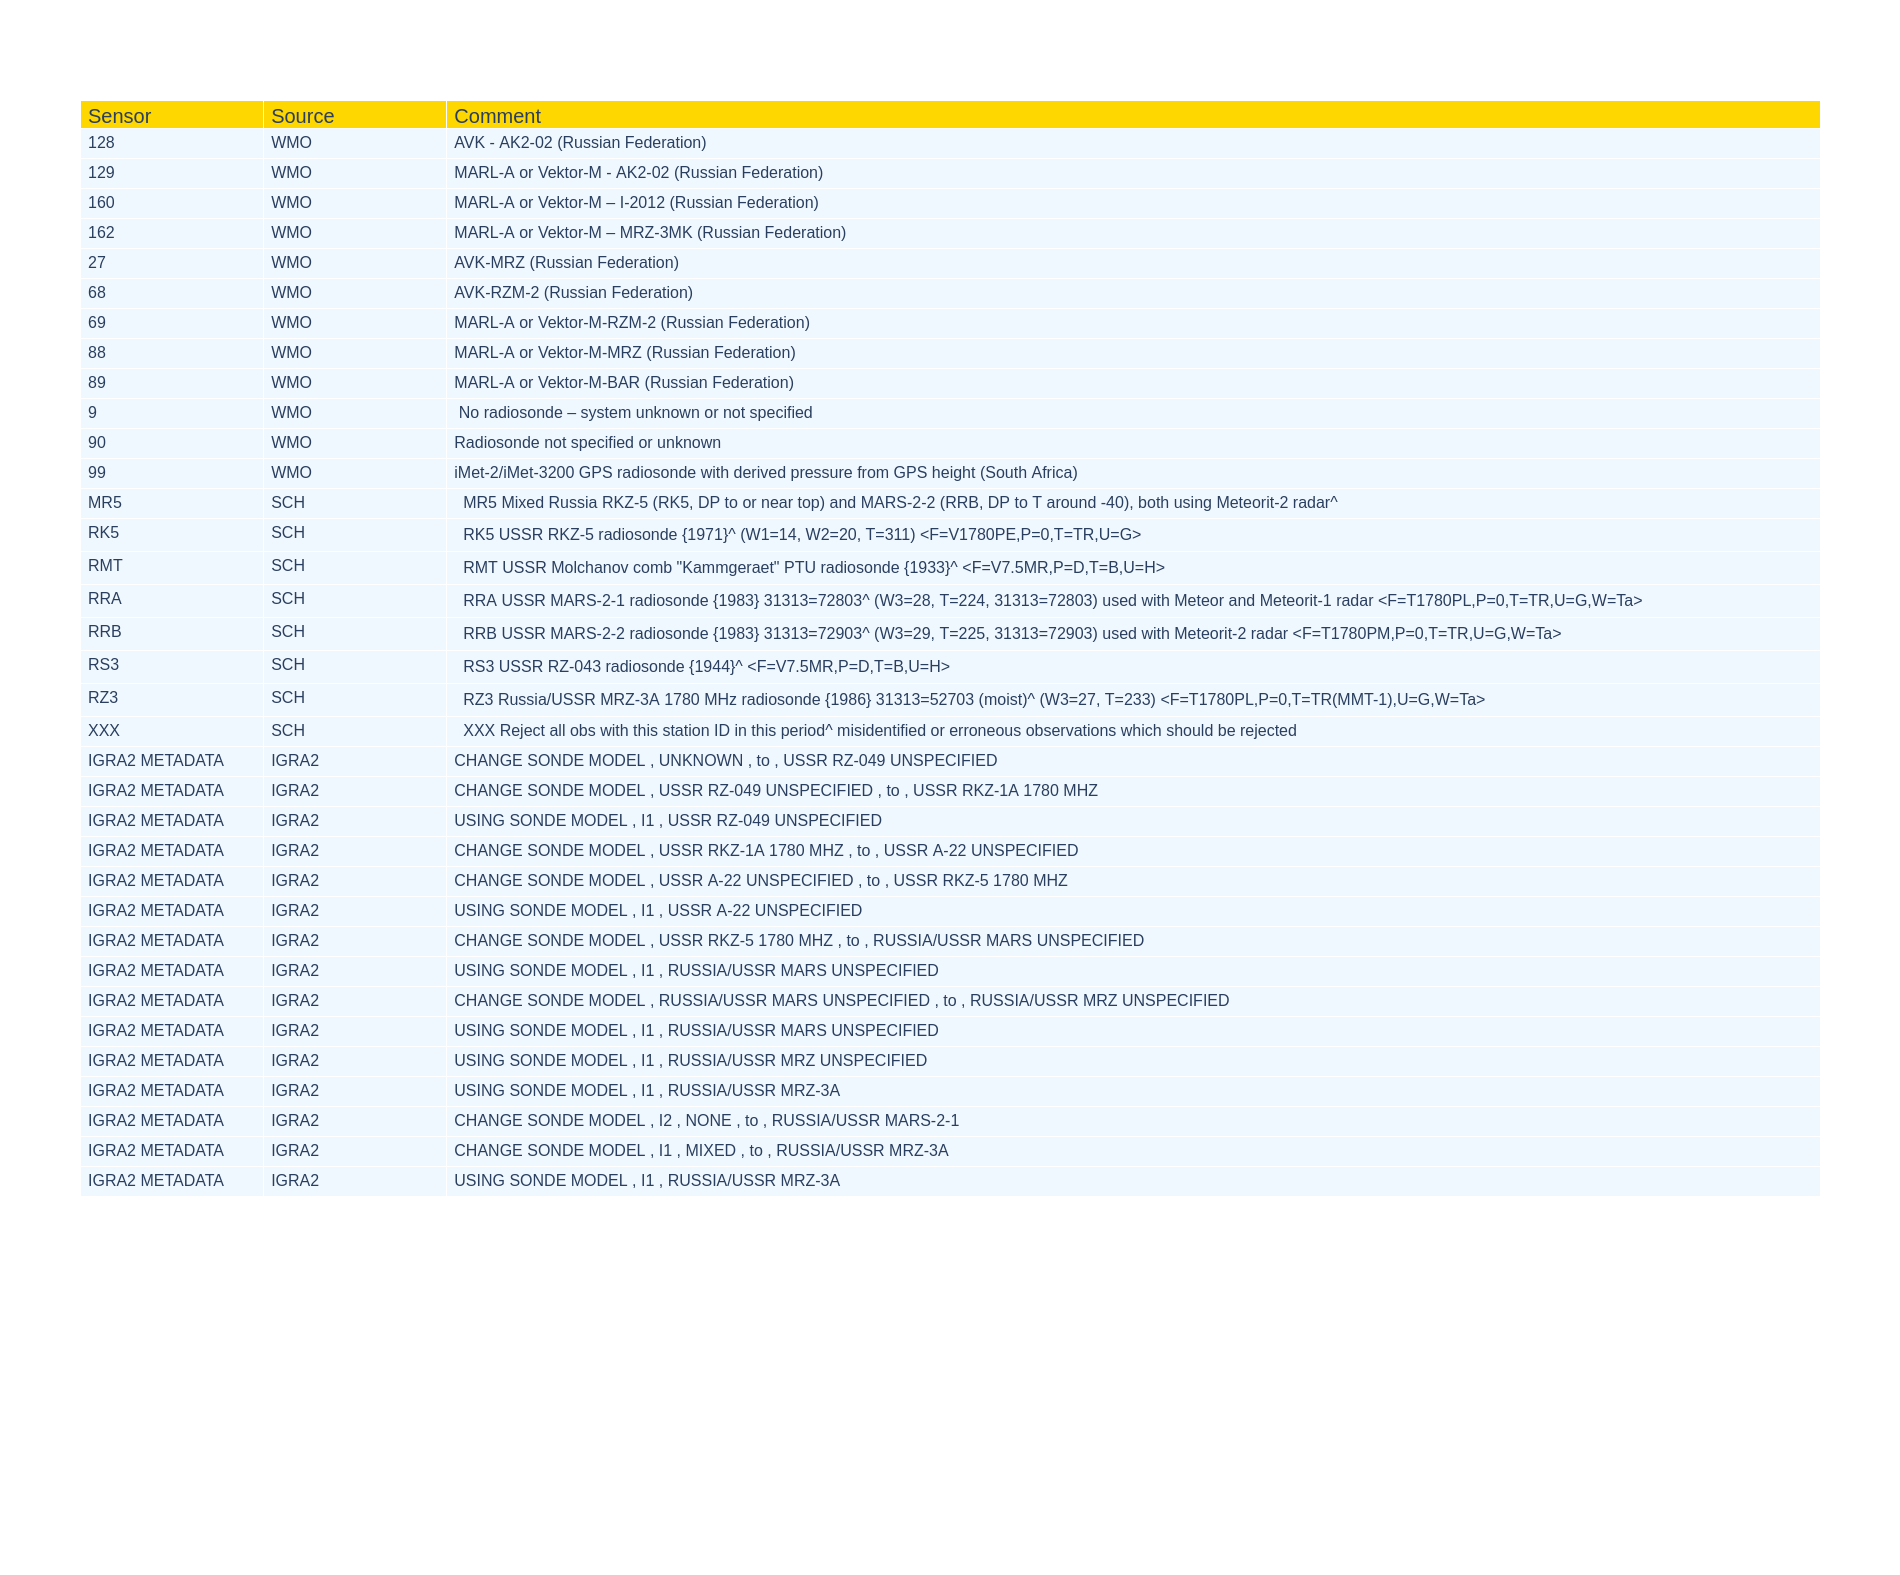 Sensor Source Comment
128 WMO AVK - AK2-02 (Russian Federation)
129 WMO MARL-A or Vektor-M - AK2-02 (Russian Federation)
160 WMO MARL-A or Vektor-M – I-2012 (Russian Federation)
162 WMO MARL-A or Vektor-M – MRZ-3MK (Russian Federation)
27 WMO AVK-MRZ (Russian Federation)
68 WMO AVK-RZM-2 (Russian Federation)
69 WMO MARL-A or Vektor-M-RZM-2 (Russian Federation)
88 WMO MARL-A or Vektor-M-MRZ (Russian Federation)
89 WMO MARL-A or Vektor-M-BAR (Russian Federation)
9 WMO No radiosonde – system unknown or not specified
90 WMO Radiosonde not specified or unknown
99 WMO iMet-2/iMet-3200 GPS radiosonde with derived pressure from GPS height (South Africa)
MR5 SCH MR5 Mixed Russia RKZ-5 (RK5, DP to or near top) and MARS-2-2 (RRB, DP to T around -40), both using Meteorit-2 radar^
RK5 SCH RK5 USSR RKZ-5 radiosonde {1971}^ (W1=14, W2=20, T=311) <F=V1780PE,P=0,T=TR,U=G>
RMT SCH RMT USSR Molchanov comb "Kammgeraet" PTU radiosonde {1933}^ <F=V7.5MR,P=D,T=B,U=H>
RRA SCH RRA USSR MARS-2-1 radiosonde {1983} 31313=72803^ (W3=28, T=224, 31313=72803) used with Meteor and Meteorit-1 radar <F=T1780PL,P=0,T=TR,U=G,W=Ta>
RRB SCH RRB USSR MARS-2-2 radiosonde {1983} 31313=72903^ (W3=29, T=225, 31313=72903) used with Meteorit-2 radar <F=T1780PM,P=0,T=TR,U=G,W=Ta>
RS3 SCH RS3 USSR RZ-043 radiosonde {1944}^ <F=V7.5MR,P=D,T=B,U=H>
RZ3 SCH RZ3 Russia/USSR MRZ-3A 1780 MHz radiosonde {1986} 31313=52703 (moist)^ (W3=27, T=233) <F=T1780PL,P=0,T=TR(MMT-1),U=G,W=Ta>
XXX SCH XXX Reject all obs with this station ID in this period^ misidentified or erroneous observations which should be rejected
IGRA2 METADATA IGRA2 CHANGE SONDE MODEL , UNKNOWN , to , USSR RZ-049 UNSPECIFIED
IGRA2 METADATA IGRA2 CHANGE SONDE MODEL , USSR RZ-049 UNSPECIFIED , to , USSR RKZ-1A 1780 MHZ
IGRA2 METADATA IGRA2 USING SONDE MODEL , I1 , USSR RZ-049 UNSPECIFIED
IGRA2 METADATA IGRA2 CHANGE SONDE MODEL , USSR RKZ-1A 1780 MHZ , to , USSR A-22 UNSPECIFIED
IGRA2 METADATA IGRA2 CHANGE SONDE MODEL , USSR A-22 UNSPECIFIED , to , USSR RKZ-5 1780 MHZ
IGRA2 METADATA IGRA2 USING SONDE MODEL , I1 , USSR A-22 UNSPECIFIED
IGRA2 METADATA IGRA2 CHANGE SONDE MODEL , USSR RKZ-5 1780 MHZ , to , RUSSIA/USSR MARS UNSPECIFIED
IGRA2 METADATA IGRA2 USING SONDE MODEL , I1 , RUSSIA/USSR MARS UNSPECIFIED
IGRA2 METADATA IGRA2 CHANGE SONDE MODEL , RUSSIA/USSR MARS UNSPECIFIED , to , RUSSIA/USSR MRZ UNSPECIFIED
IGRA2 METADATA IGRA2 USING SONDE MODEL , I1 , RUSSIA/USSR MARS UNSPECIFIED
IGRA2 METADATA IGRA2 USING SONDE MODEL , I1 , RUSSIA/USSR MRZ UNSPECIFIED
IGRA2 METADATA IGRA2 USING SONDE MODEL , I1 , RUSSIA/USSR MRZ-3A
IGRA2 METADATA IGRA2 CHANGE SONDE MODEL , I2 , NONE , to , RUSSIA/USSR MARS-2-1
IGRA2 METADATA IGRA2 CHANGE SONDE MODEL , I1 , MIXED , to , RUSSIA/USSR MRZ-3A
IGRA2 METADATA IGRA2 USING SONDE MODEL , I1 , RUSSIA/USSR MRZ-3A